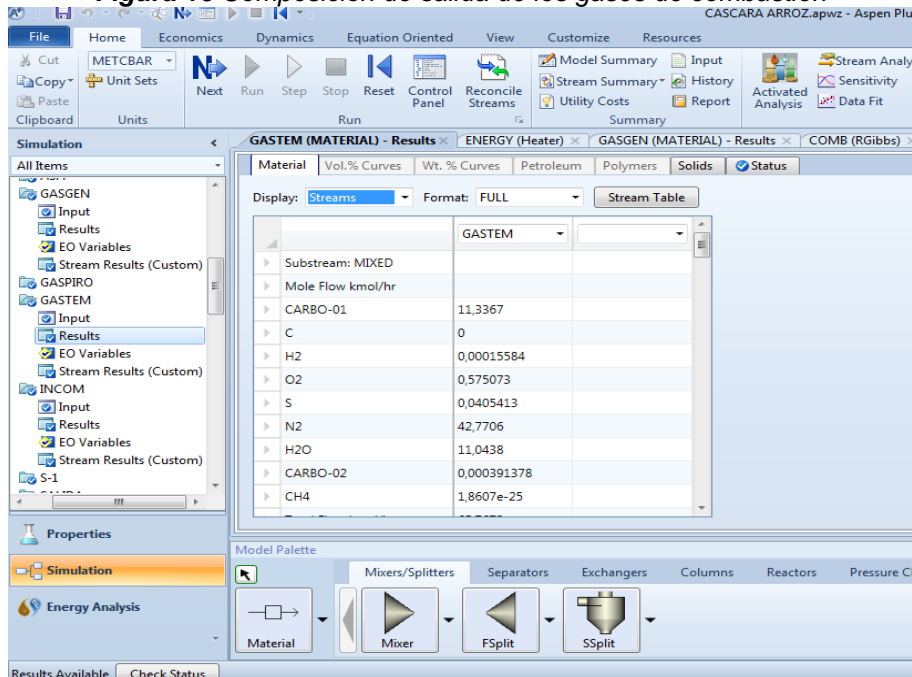 Figura 10 Composición de salida de los gases de combustión
CASCARA ARROZ.apwz - Aspen Plu
File Home Economics Dynamics Equation Oriented View Customize Resources
Cut METCBAR Model Summary Input Stream Analy
Copy Unit Sets Next Run Step Stop Reset Control Panel Reconcile Streams Stream Summary History Activated Analysis Sensitivity
Paste Utility Costs Report Data Fit
Clipboard Units Run Summary
Simulation
All Items
GASGEN
Input
Results
EO Variables
Stream Results (Custom)
GASPIRO
GASTEM
Input
Results
EO Variables
Stream Results (Custom)
INCOM
Input
Results
EO Variables
Stream Results (Custom)
S-1
Properties
Simulation
Energy Analysis
GASTEM (MATERIAL) - Results ENERGY (Heater) GASGEN (MATERIAL) - Results COMB (RGibbs)
Material Vol.% Curves Wt. % Curves Petroleum Polymers Solids Status
Display: Streams Format: FULL Stream Table
GASTEM
Substream: MIXED
Mole Flow kmol/hr
CARBO-01 11,3367
C 0
H2 0,00015584
O2 0,575073
S 0,0405413
N2 42,7706
H2O 11,0438
CARBO-02 0,000391378
CH4 1,8607e-25
Model Palette
Mixers/Splitters Separators Exchangers Columns Reactors Pressure C
Material Mixer FSplit SSplit
Results Available Check Status